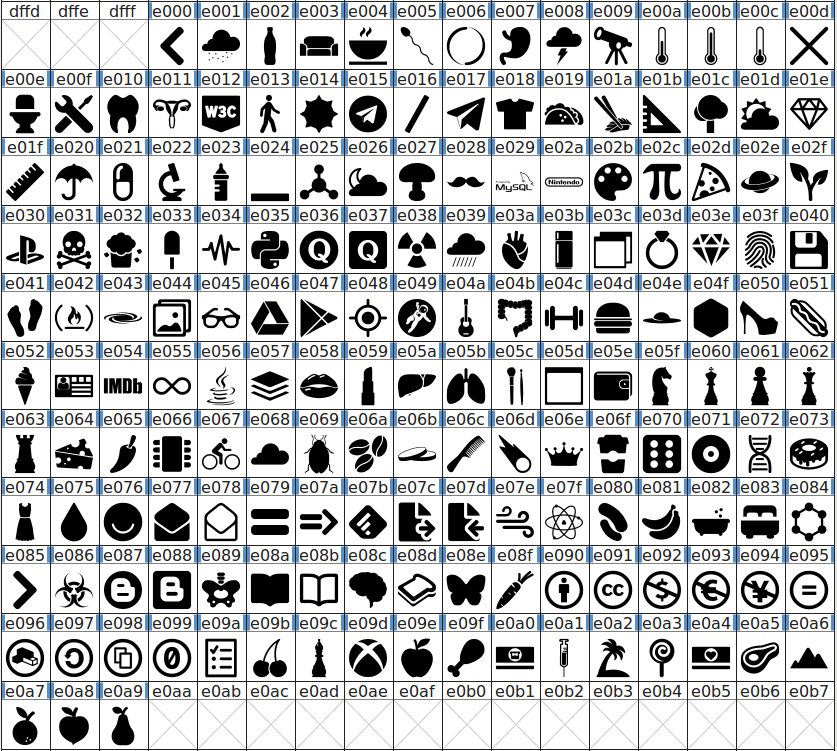 dffd dffe dfff e000 e001 e002 e003 e004 e005 e006 e007 e008 e009 e00a e00b e00c e00d
e00e e00f e010 e011 e012 e013 e014 e015 e016 e017 e018 e019 e01a e01b e01c e01d e01e
W3C
e01f e020 e021 e022 e023 e024 e025 e026 e027 e028 e029 e02a e02b e02c e02d e02e e02f
MySQL Nintendo
e030 e031 e032 e033 e034 e035 e036 e037 e038 e039 e03a e03b e03c e03d e03e e03f e040
Q Q
e041 e042 e043 e044 e045 e046 e047 e048 e049 e04a e04b e04c e04d e04e e04f e050 e051
e052 e053 e054 e055 e056 e057 e058 e059 e05a e05b e05c e05d e05e e05f e060 e061 e062
IMDb
e063 e064 e065 e066 e067 e068 e069 e06a e06b e06c e06d e06e e06f e070 e071 e072 e073
e074 e075 e076 e077 e078 e079 e07a e07b e07c e07d e07e e07f e080 e081 e082 e083 e084
e085 e086 e087 e088 e089 e08a e08b e08c e08d e08e e08f e090 e091 e092 e093 e094 e095
B B cc $ € ¥ =
e096 e097 e098 e099 e09a e09b e09c e09d e09e e09f e0a0 e0a1 e0a2 e0a3 e0a4 e0a5 e0a6
0
e0a7 e0a8 e0a9 e0aa e0ab e0ac e0ad e0ae e0af e0b0 e0b1 e0b2 e0b3 e0b4 e0b5 e0b6 e0b7